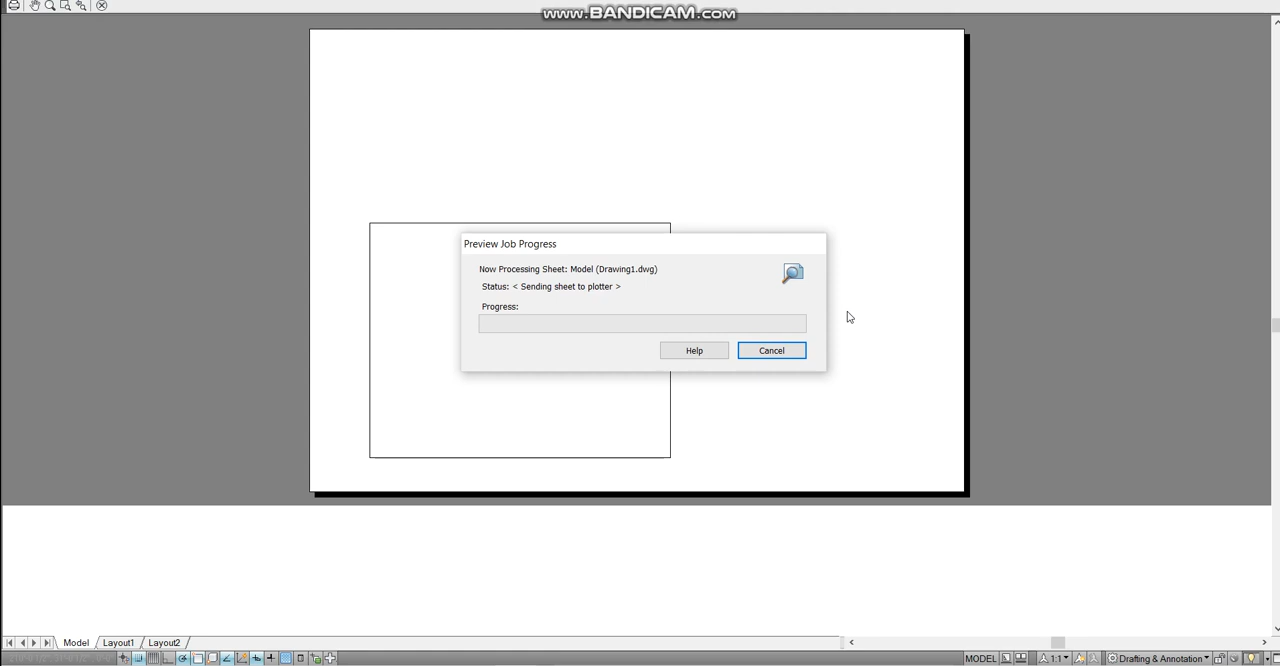 www.BANDICAM.com
Preview Job Progress
Now Processing Sheet: Model (Drawing1.dwg)
Status: < Sending sheet to plotter >
Progress:
Help
Cancel
Model
Layout1
Layout2
MODEL
1:1
Drafting & Annotation